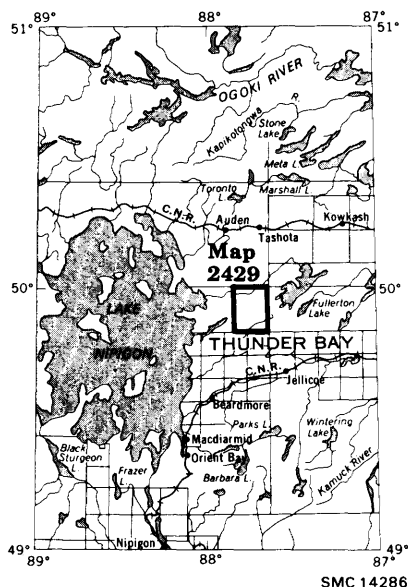 89° 88° 87°
51° 51°
OGOKI RIVER
Kapikotongwa R.
Stone Lake
Meta L.
Toronto L.
Marshall L.
C.N.R.
Auden
Kowkash
Tashota
Map 2429
50° 50°
LAKE NIPIGON
Fullerton Lake
THUNDER BAY
C.N.R.
Jellicoe
Beardmore
Parks L.
Wintering Lake
Macdiarmid
Black Sturgeon L.
Orient Bay
Frazer L.
Barbara L.
Kamuck River
Nipigon
49° 49°
89° 88° 87°
SMC 14286